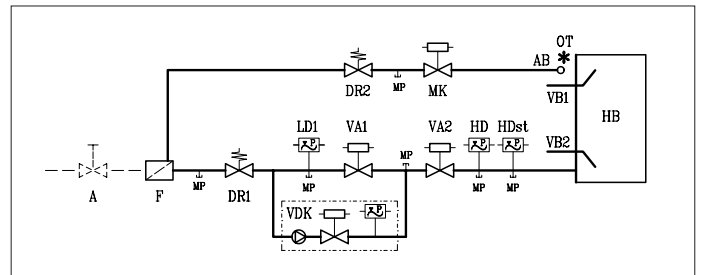 OT
AB
DR2
MP
MK
VB1
HB
LD1
VA1
VA2
HD
HDst
VB2
P
P
P
MP
A
F
MP
DR1
MP
MP
MP
VDK
P